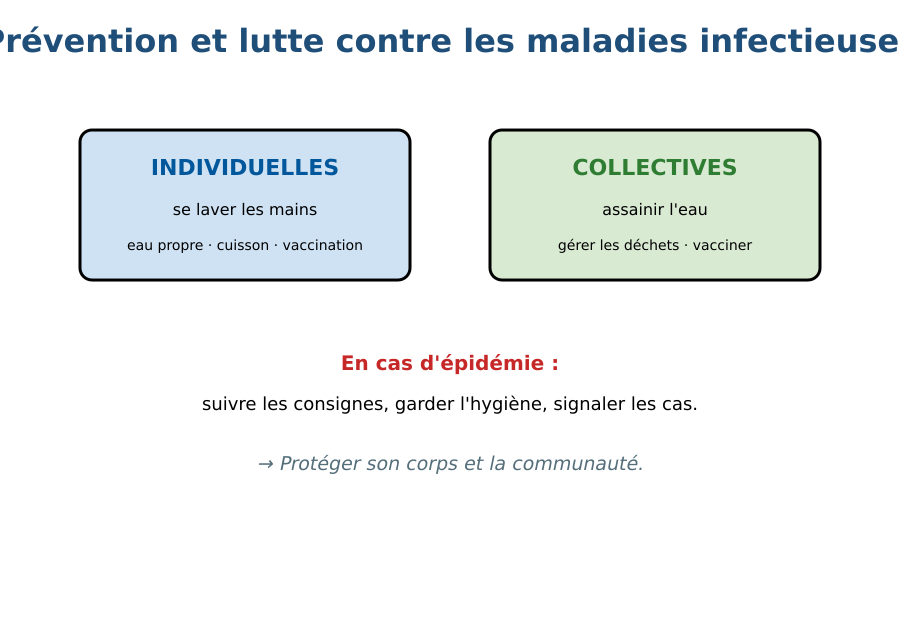 Prévention et lutte contre les maladies infectieuse
INDIVIDUELLES
se laver les mains
eau propre · cuisson · vaccination
COLLECTIVES
assainir l'eau
gérer les déchets · vacciner
En cas d'épidémie :
suivre les consignes, garder l'hygiène, signaler les cas.
→ Protéger son corps et la communauté.